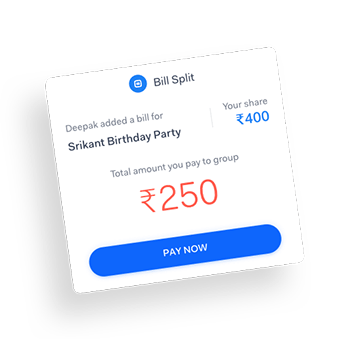 Bill Split
Deepak added a bill for
Srikant Birthday Party
Your share
₹400
Total amount you pay to group
₹250
PAY NOW